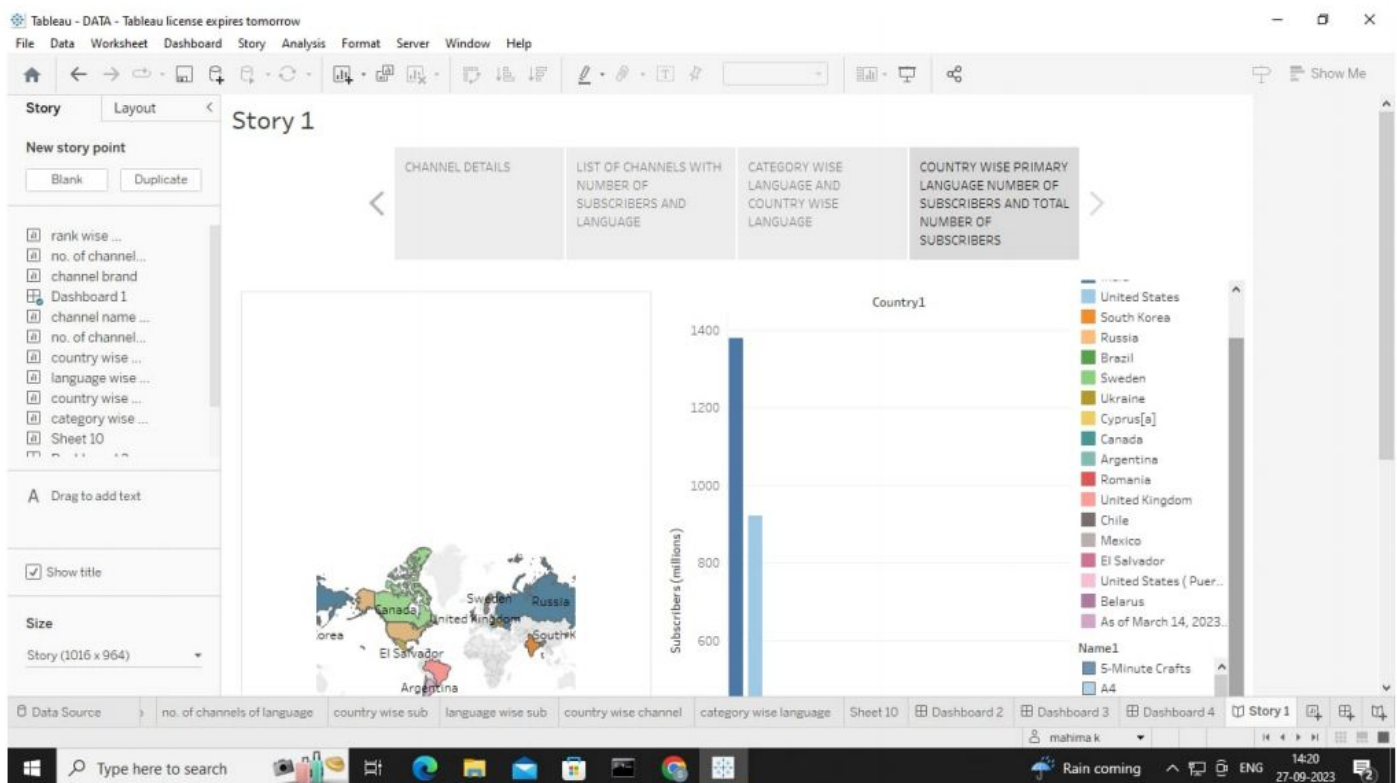 Tableau - DATA - Tableau license expires tomorrow
File Data Worksheet Dashboard Story Analysis Format Server Window Help
Show Me
Story Layout
New story point
Blank Duplicate
rank wise ...
no. of channel...
channel brand
Dashboard 1
channel name ...
no. of channel...
country wise ...
language wise ...
country wise ...
category wise ...
Sheet 10
A Drag to add text
Show title
Size
Story (1016 x 964)
Story 1
CHANNEL DETAILS
LIST OF CHANNELS WITH
NUMBER OF
SUBSCRIBERS AND
LANGUAGE
CATEGORY WISE
LANGUAGE AND
COUNTRY WISE
LANGUAGE
COUNTRY WISE PRIMARY
LANGUAGE NUMBER OF
SUBSCRIBERS AND TOTAL
NUMBER OF
SUBSCRIBERS
Canada
Sweden
Russia
United Kingdom
orea
South K
El Salvador
Argentina
Country1
1400
1200
1000
800
600
Subscribers (millions)
United States
South Korea
Russia
Brazil
Sweden
Ukraine
Cyprus[a]
Canada
Argentina
Romania
United Kingdom
Chile
Mexico
El Salvador
United States ( Puer..
Belarus
As of March 14, 2023..
Name1
5-Minute Crafts
A4
Data Source no. of channels of language country wise sub language wise sub country wise channel category wise language Sheet 10 Dashboard 2 Dashboard 3 Dashboard 4 Story 1
mahima k
Type here to search
Rain coming ENG 14:20
27-09-2023
2